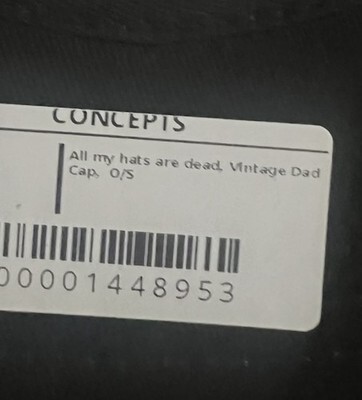 CONCEPTS
All my hats are dead, Vintage Dad
Cap, O/S
00001448953